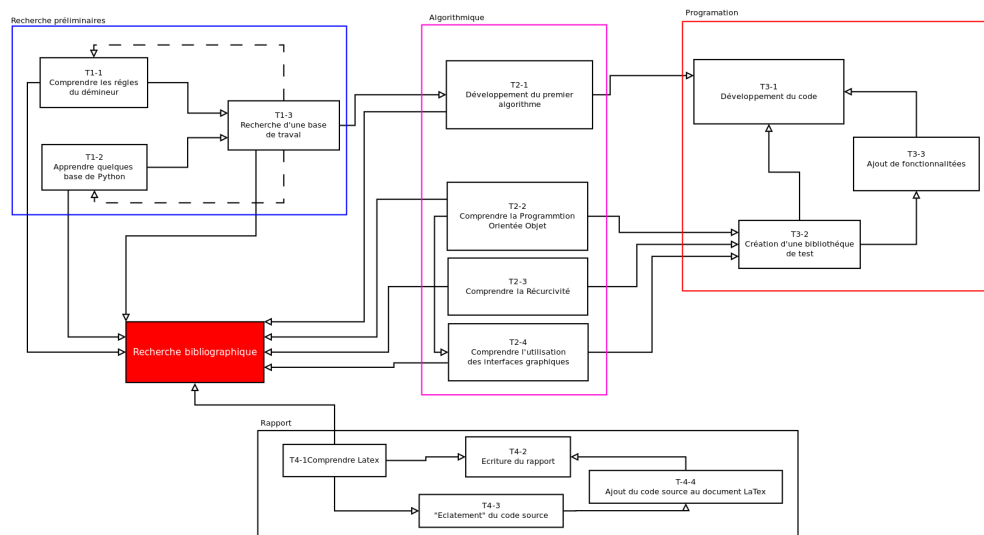 Recherche préliminaires
T1-1
Comprendre les régles
du démineur
T1-2
Apprendre quelques
base de Python
T1-3
Recherche d'une base
de traval
Algorithmique
T2-1
Développement du premier
algorithme
T2-2
Comprendre la Programmtion
Orientée Objet
T2-3
Comprendre la Récurcivité
T2-4
Comprendre l'utilisation
des interfaces graphiques
Programation
T3-1
Développement du code
T3-3
Ajout de fonctionnalitées
T3-2
Création d'une bibliothéque
de test
Recherche bibliographique
Rapport
T4-1Comprendre Latex
T4-2
Ecriture du rapport
T-4-4
Ajout du code source au document LaTex
T4-3
"Eclatement" du code source